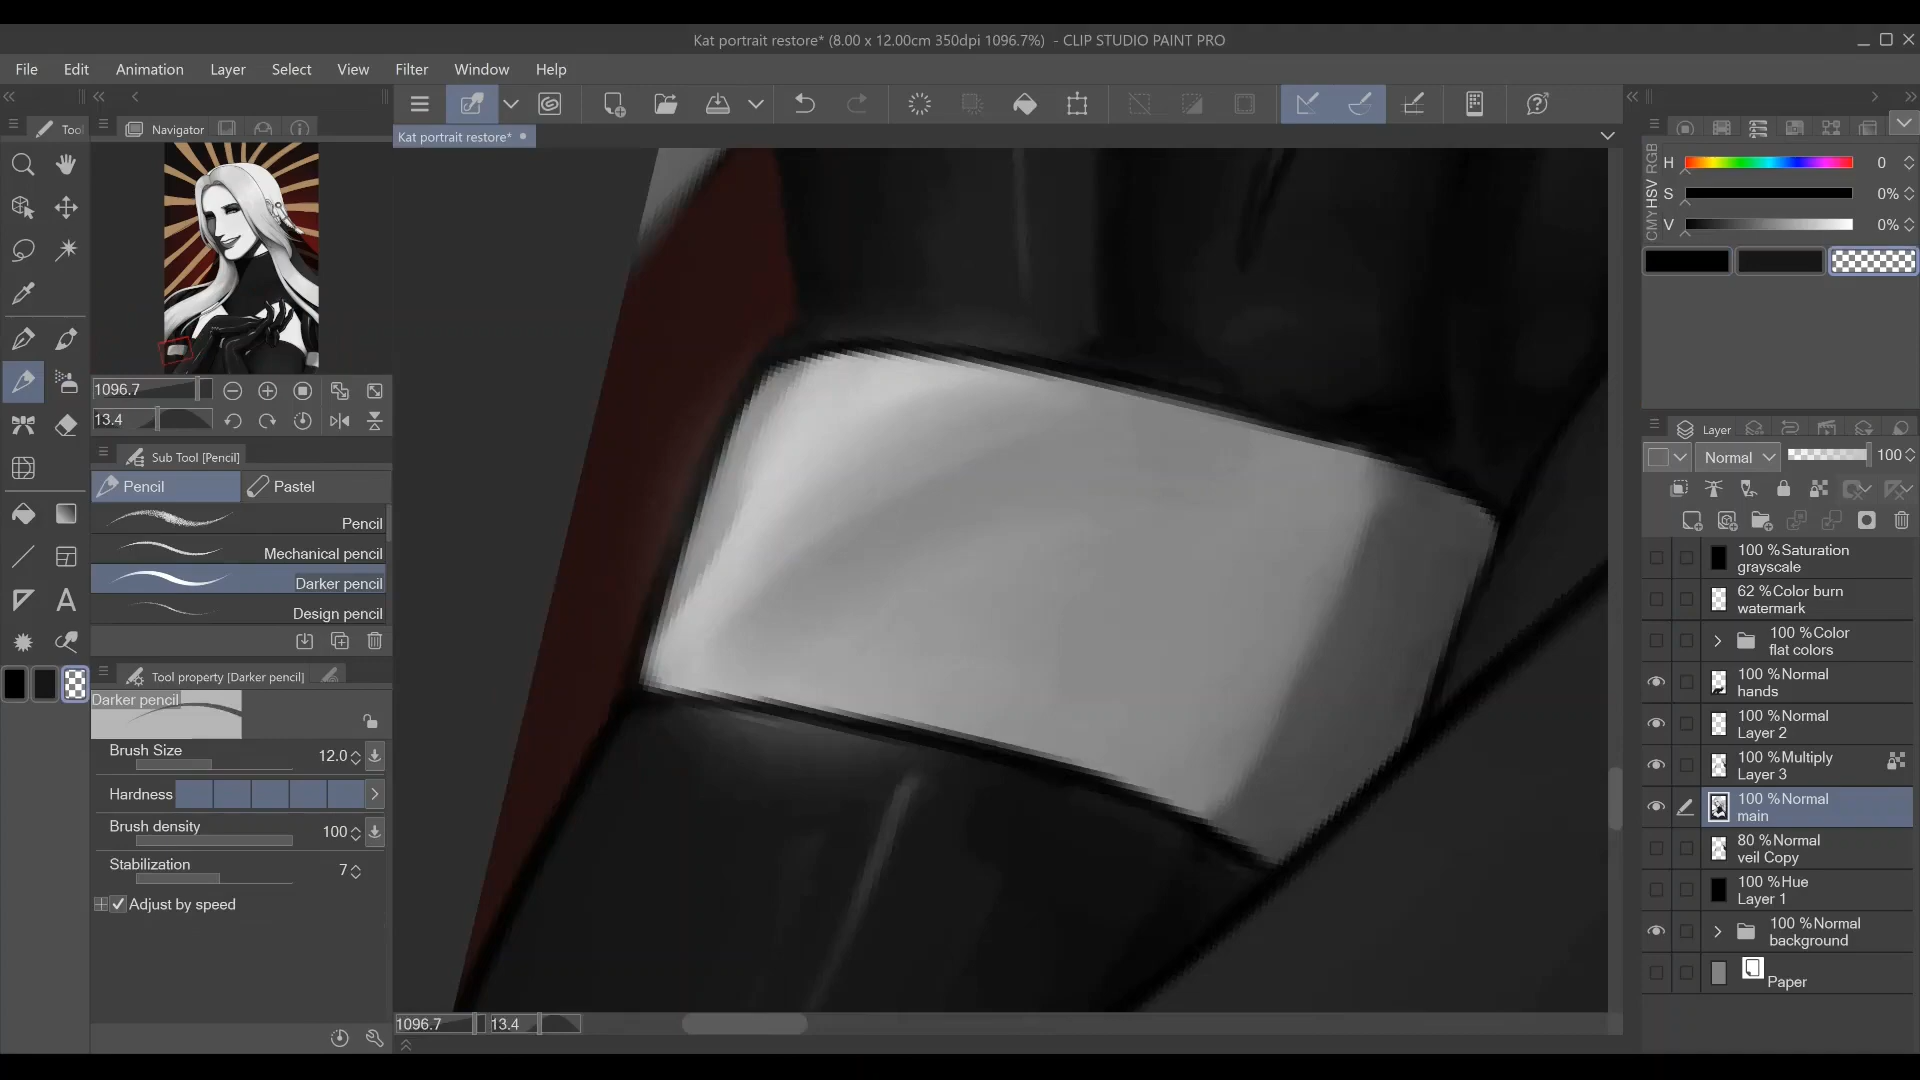 Kat portrait restore* (8.00 x 12.00cm 350dpi 1096.7%) - CLIP STUDIO PAINT PRO
File Edit Animation Layer Select View Filter Window Help
Tool
Navigator
Kat portrait restore*
1096.7
13.4
Sub Tool [Pencil]
Pencil Pastel
Pencil
Mechanical pencil
Darker pencil
Design pencil
Tool property [Darker pencil]
Darker pencil
Brush Size 12.0
Hardness
Brush density 100
Stabilization 7
Adjust by speed
1096.7 13.4
RGB
HSV
CMY
H 0
S 0%
V 0%
Layer
Normal 100
100 %Saturation
grayscale
62 %Color burn
watermark
100 %Color
flat colors
100 %Normal
hands
100 %Normal
Layer 2
100 %Multiply
Layer 3
100 %Normal
main
80 %Normal
veil Copy
100 %Hue
Layer 1
100 %Normal
background
Paper